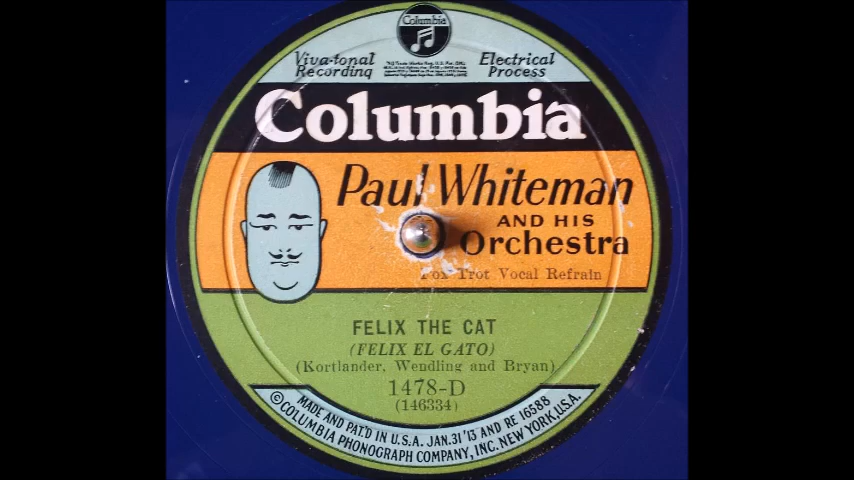 Columbia
Viva-tonal Recording
Electrical Process
Columbia
Paul Whiteman
AND HIS
Orchestra
Fox Trot Vocal Refrain
FELIX THE CAT
(FELIX EL GATO)
(Kortlander, Wendling and Bryan)
1478-D
(146334)
MADE AND PAT'D IN U.S.A. JAN. 31 '13 AND RE 16588
©COLUMBIA PHONOGRAPH COMPANY, INC. NEW YORK, U.S.A.